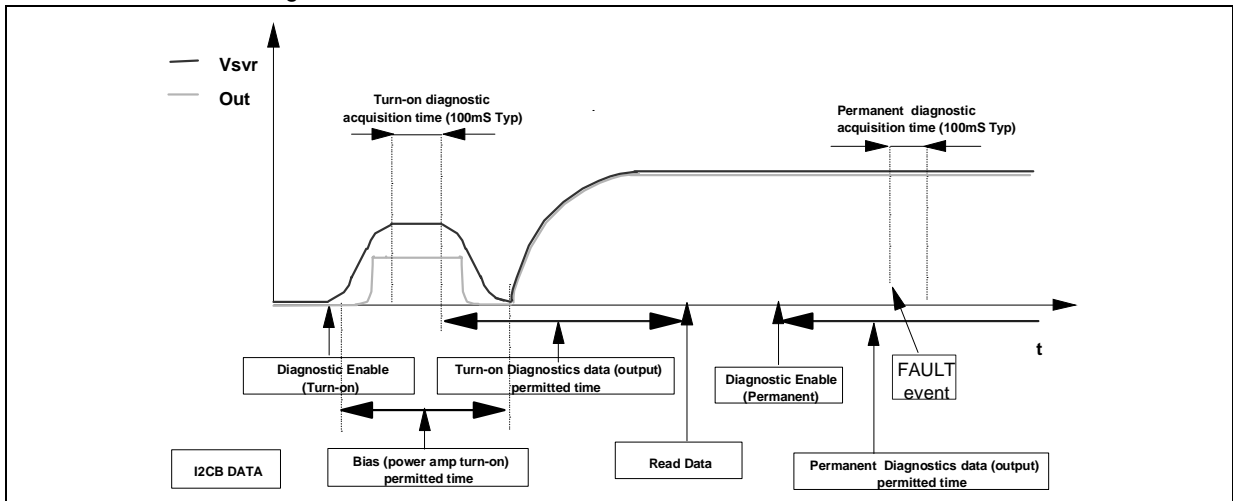 Vsvr
Out
Turn-on diagnostic
acquisition time (100mS Typ)
Permanent diagnostic
acquisition time (100mS Typ)
t
Diagnostic Enable
(Turn-on)
Turn-on Diagnostics data (output)
permitted time
Diagnostic Enable
(Permanent)
FAULT
event
I2CB DATA
Bias (power amp turn-on)
permitted time
Read Data
Permanent Diagnostics data (output)
permitted time